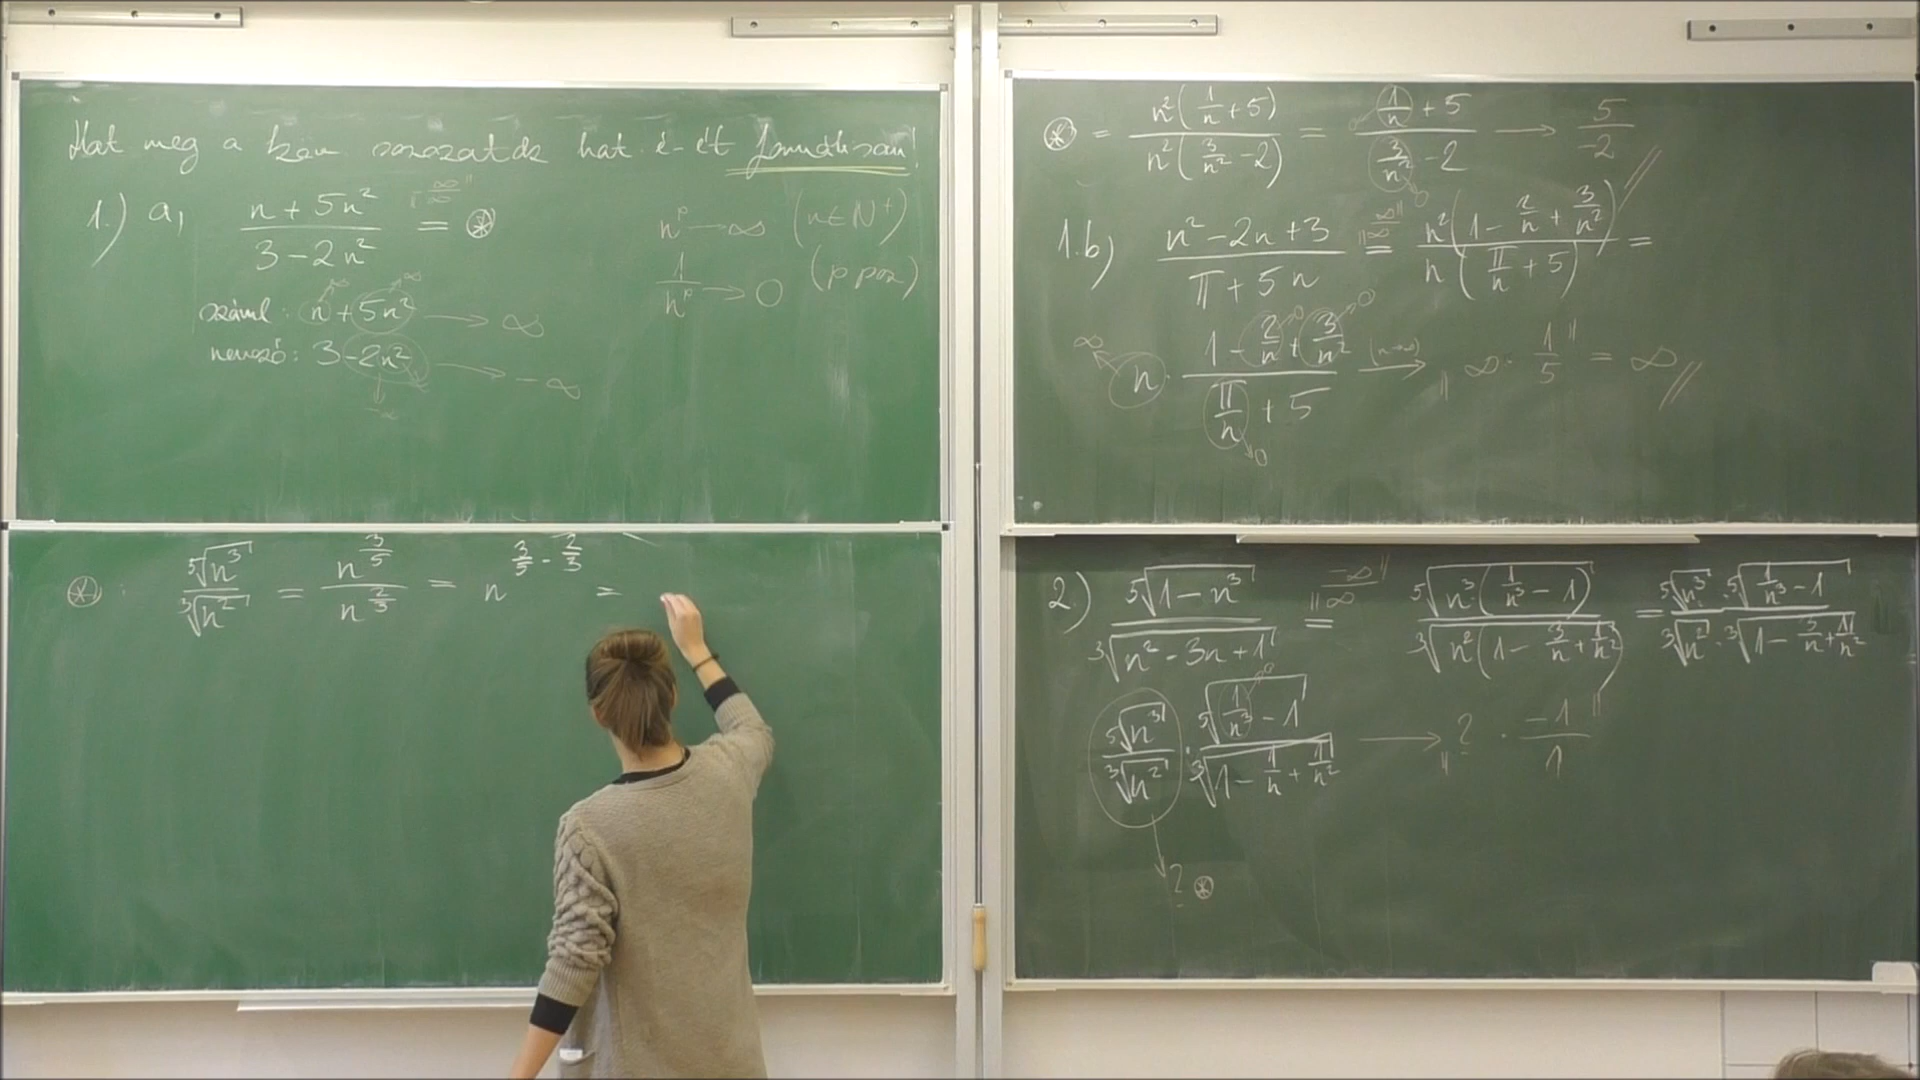 Hat meg a köv sorozatok hat. é-ét formálisan!
1.) a, (n + 5n²)/(3 - 2n²) "∞/∞" = ⊛
n^p → ∞ (n ∈ N⁺)
1/n^p → 0 (p poz)
száml: n + 5n² → ∞
nevező: 3 - 2n² → -∞
⊛: ⁵√n³ / ³√n² = n^(3/5) / n^(2/3) = n^(3/5 - 2/3) =
⊛ = n²(1/n + 5) / n²(3/n² - 2) = (1/n + 5)/(3/n² - 2) → 5/-2
1.b) (n² - 2n + 3)/(π + 5n) "∞/∞" = n²(1 - 2/n + 3/n²) / n(π/n + 5) =
n · (1 - 2/n + 3/n²)/(π/n + 5) (n→∞) → "∞ · 1/5" = ∞
2.) ⁵√(1 - n³) / ³√(n² - 3n + 1) "-∞/∞" = ⁵√(n³(1/n³ - 1)) / ³√(n²(1 - 3/n + 1/n²)) = ⁵√n³ · ⁵√(1/n³ - 1) / ³√n² · ³√(1 - 3/n + 1/n²) =
⁵√n³ / ³√n² · ⁵√(1/n³ - 1) / ³√(1 - 1/n + 1/n²) → "? · -1/1"
? ⊛